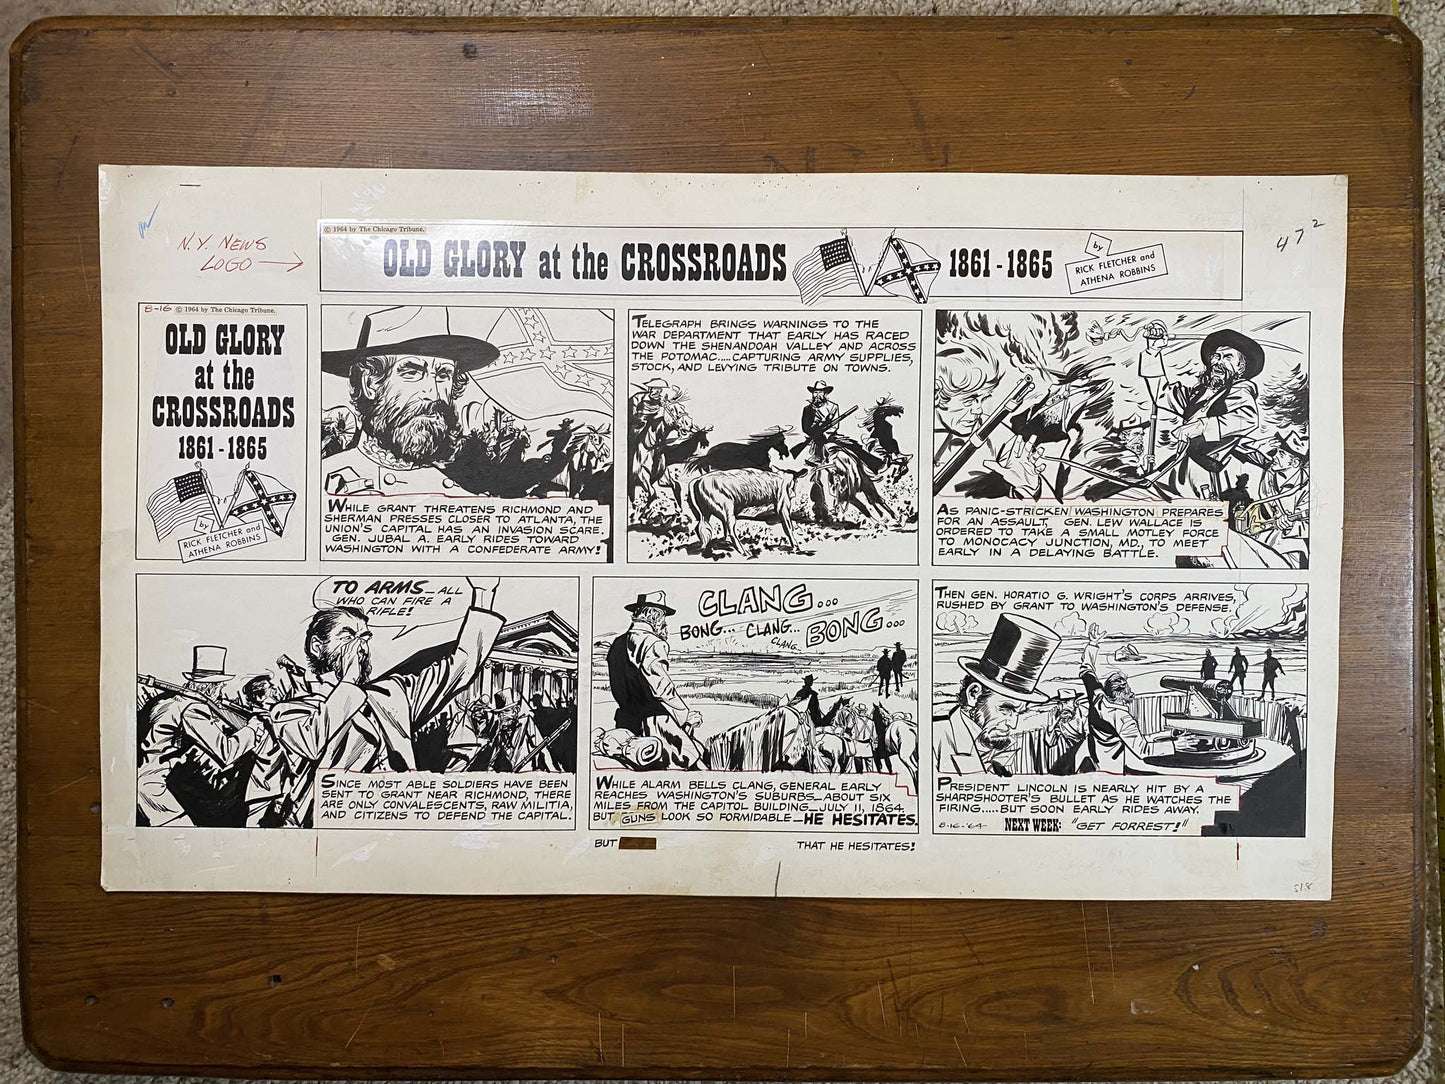 N.Y. NEWS
LOGO →
© 1964 by The Chicago Tribune.
OLD GLORY at the CROSSROADS 1861 - 1865
by
RICK FLETCHER and
ATHENA ROBBINS
47 2
8-16 © 1964 by The Chicago Tribune.
OLD GLORY
at the
CROSSROADS
1861 - 1865
by
RICK FLETCHER and
ATHENA ROBBINS
WHILE GRANT THREATENS RICHMOND AND
SHERMAN PRESSES CLOSER TO ATLANTA, THE
UNION'S CAPITAL HAS AN INVASION SCARE.
GEN. JUBAL A. EARLY RIDES TOWARD
WASHINGTON WITH A CONFEDERATE ARMY!
TELEGRAPH BRINGS WARNINGS TO THE
WAR DEPARTMENT THAT EARLY HAS RACED
DOWN THE SHENANDOAH VALLEY AND ACROSS
THE POTOMAC....CAPTURING ARMY SUPPLIES,
STOCK, AND LEVYING TRIBUTE ON TOWNS.
AS PANIC-STRICKEN WASHINGTON PREPARES
FOR AN ASSAULT, GEN. LEW WALLACE IS
ORDERED TO TAKE A SMALL MOTLEY FORCE
TO MONOCACY JUNCTION, MD., TO MEET
EARLY IN A DELAYING BATTLE.
TO ARMS—ALL
WHO CAN FIRE A
RIFLE!
SINCE MOST ABLE SOLDIERS HAVE BEEN
SENT TO GRANT NEAR RICHMOND, THERE
ARE ONLY CONVALESCENTS, RAW MILITIA,
AND CITIZENS TO DEFEND THE CAPITAL.
CLANG...
BONG... CLANG... BONG...
CLANG...
WHILE ALARM BELLS CLANG, GENERAL EARLY
REACHES WASHINGTON'S SUBURBS—ABOUT SIX
MILES FROM THE CAPITOL BUILDING—JULY 11, 1864.
BUT GUNS LOOK SO FORMIDABLE—HE HESITATES.
BUT THAT HE HESITATES!
THEN GEN. HORATIO G. WRIGHT'S CORPS ARRIVES,
RUSHED BY GRANT TO WASHINGTON'S DEFENSE.
PRESIDENT LINCOLN IS NEARLY HIT BY A
SHARPSHOOTER'S BULLET AS HE WATCHES THE
FIRING.....BUT SOON EARLY RIDES AWAY.
8-16-'64 NEXT WEEK: "GET FORREST!"